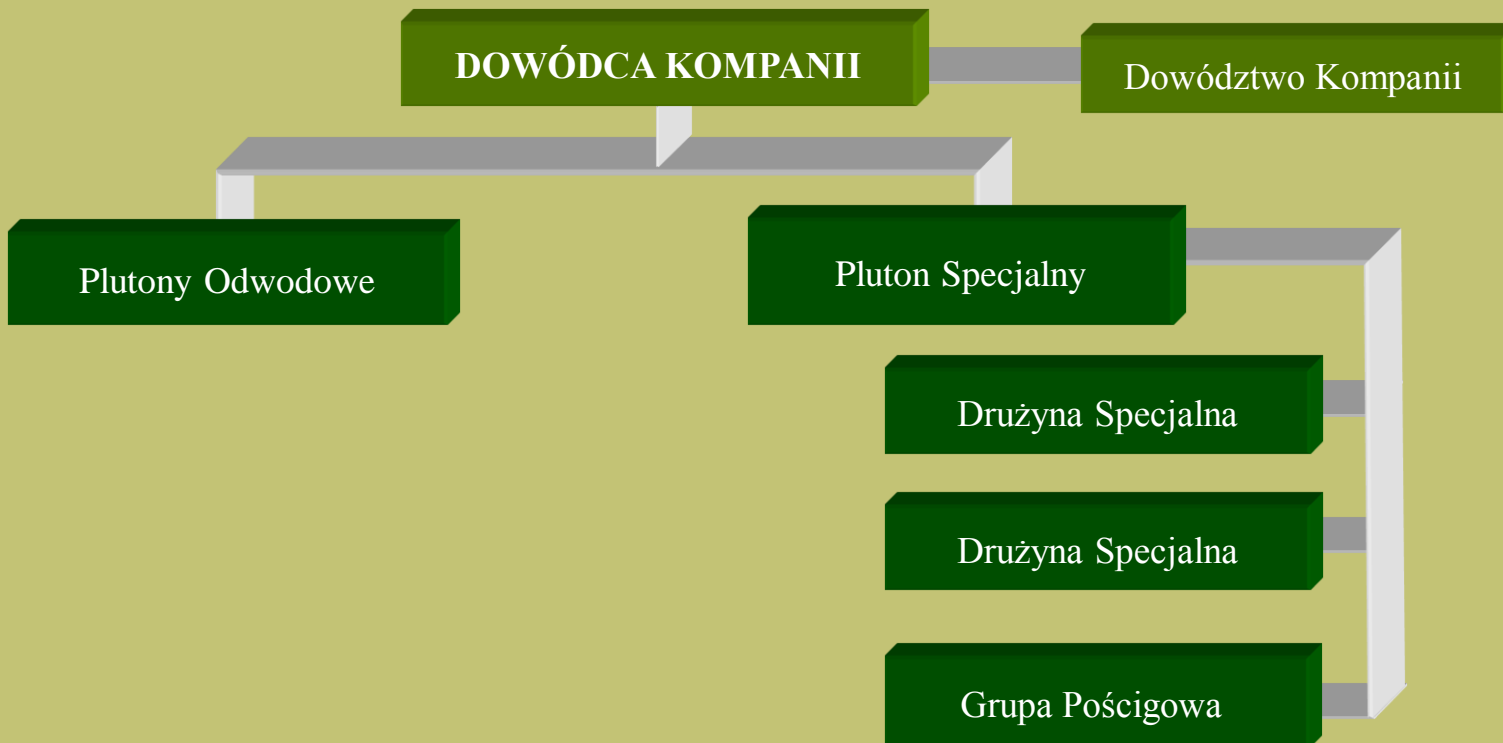 DOWÓDCA KOMPANII
Dowództwo Kompanii
Plutony Odwodowe
Pluton Specjalny
Drużyna Specjalna
Drużyna Specjalna
Grupa Pościgowa